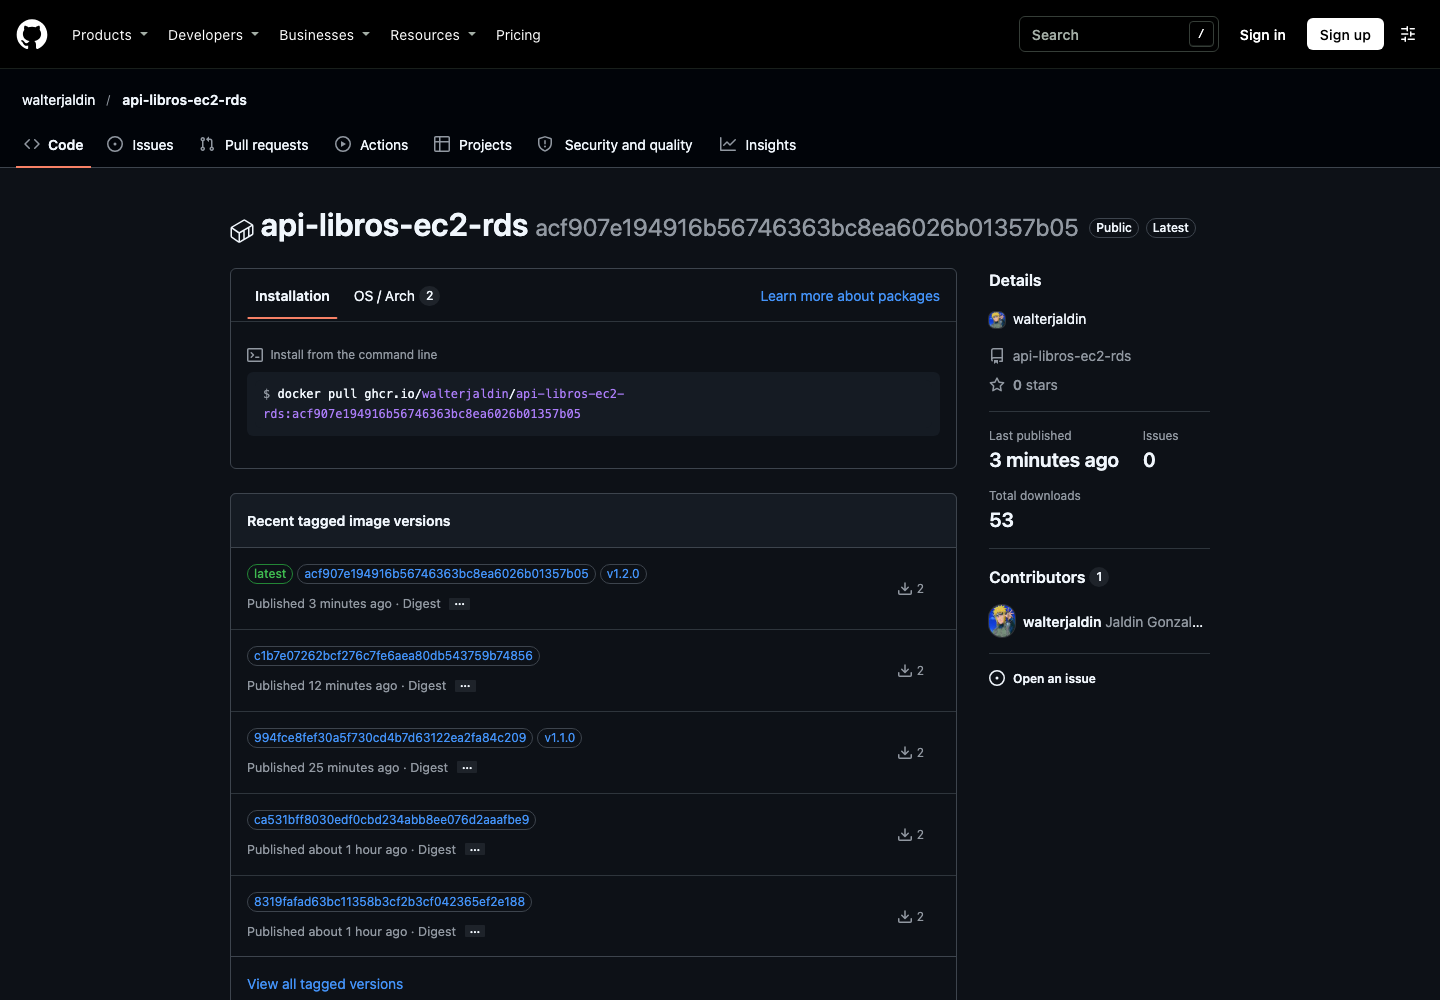 Products Developers Businesses Resources Pricing Search / Sign in Sign up
walterjaldin / api-libros-ec2-rds
Code Issues Pull requests Actions Projects Security and quality Insights
api-libros-ec2-rds acf907e194916b56746363bc8ea6026b01357b05 Public Latest
Installation OS / Arch 2 Learn more about packages
Install from the command line
$ docker pull ghcr.io/walterjaldin/api-libros-ec2-
rds:acf907e194916b56746363bc8ea6026b01357b05
Recent tagged image versions
latest acf907e194916b56746363bc8ea6026b01357b05 v1.2.0
Published 3 minutes ago · Digest ...
2
c1b7e07262bcf276c7fe6aea80db543759b74856
Published 12 minutes ago · Digest ...
2
994fce8fef30a5f730cd4b7d63122ea2fa84c209 v1.1.0
Published 25 minutes ago · Digest ...
2
ca531bff8030edf0cbd234abb8ee076d2aaafbe9
Published about 1 hour ago · Digest ...
2
8319fafad63bc11358b3cf2b3cf042365ef2e188
Published about 1 hour ago · Digest ...
2
View all tagged versions
Details
walterjaldin
api-libros-ec2-rds
0 stars
Last published Issues
3 minutes ago 0
Total downloads
53
Contributors 1
walterjaldin Jaldin Gonzal...
Open an issue